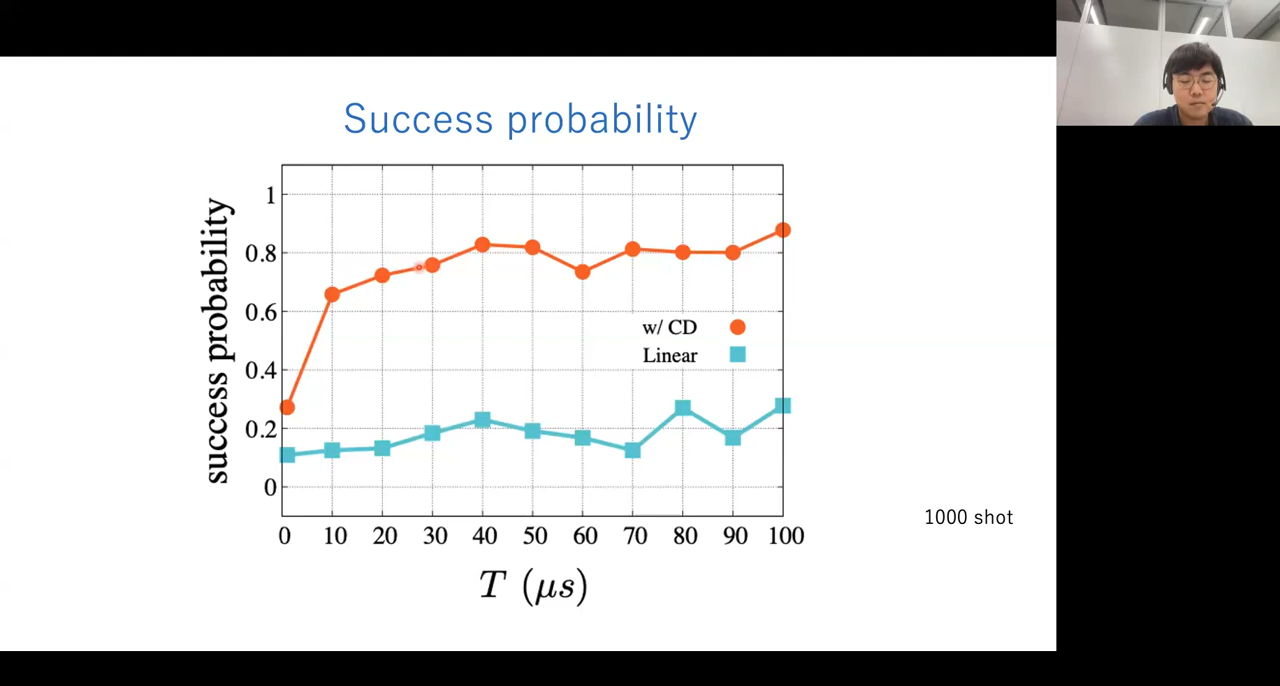 Success probability
success probability
1
0.8
0.6
0.4
0.2
0
w/ CD
Linear
0 10 20 30 40 50 60 70 80 90 100
T (μs)
1000 shot